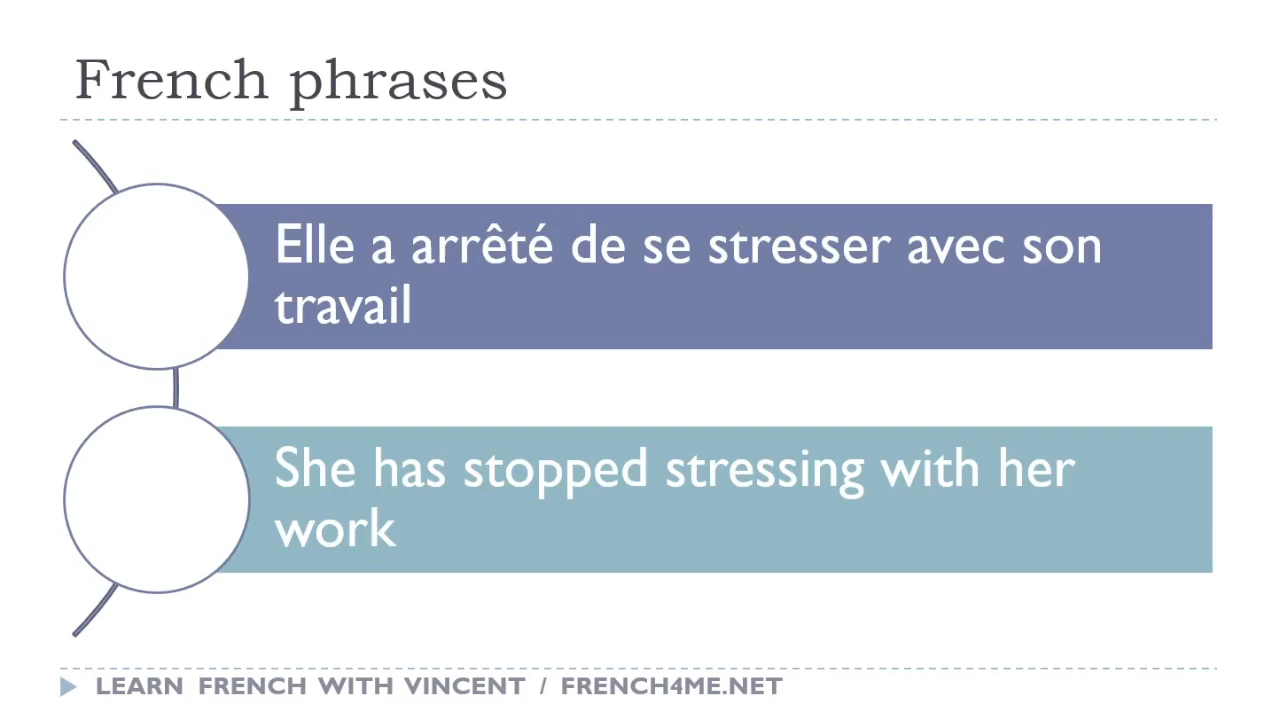 French phrases
Elle a arrêté de se stresser avec son
travail
She has stopped stressing with her
work
LEARN FRENCH WITH VINCENT / FRENCH4ME.NET